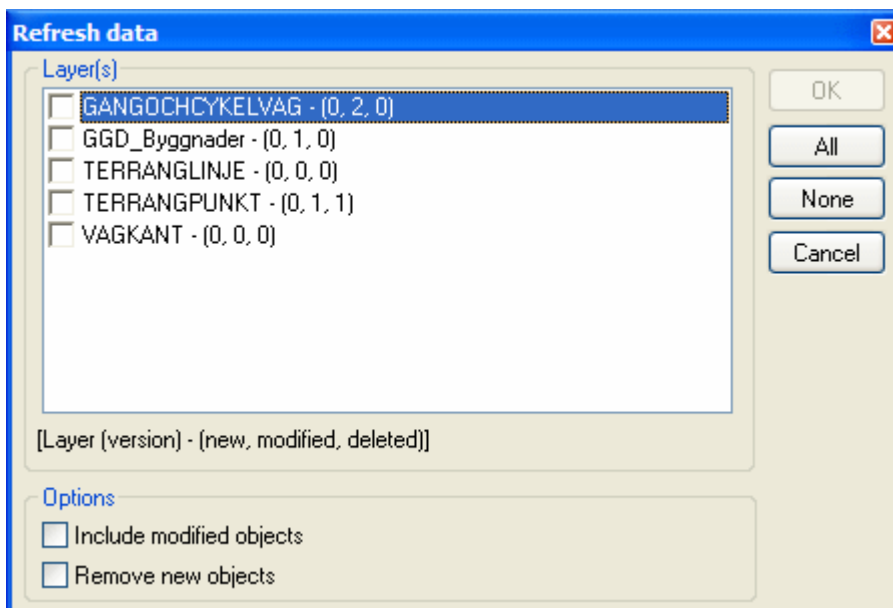 Refresh data
Layer(s)
GANGOCHCYKELVAG - (0, 2, 0)
GGD_Byggnader - (0, 1, 0)
TERRANGLINJE - (0, 0, 0)
TERRANGPUNKT - (0, 1, 1)
VAGKANT - (0, 0, 0)
[Layer (version) - (new, modified, deleted)]
OK
All
None
Cancel
Options
Include modified objects
Remove new objects